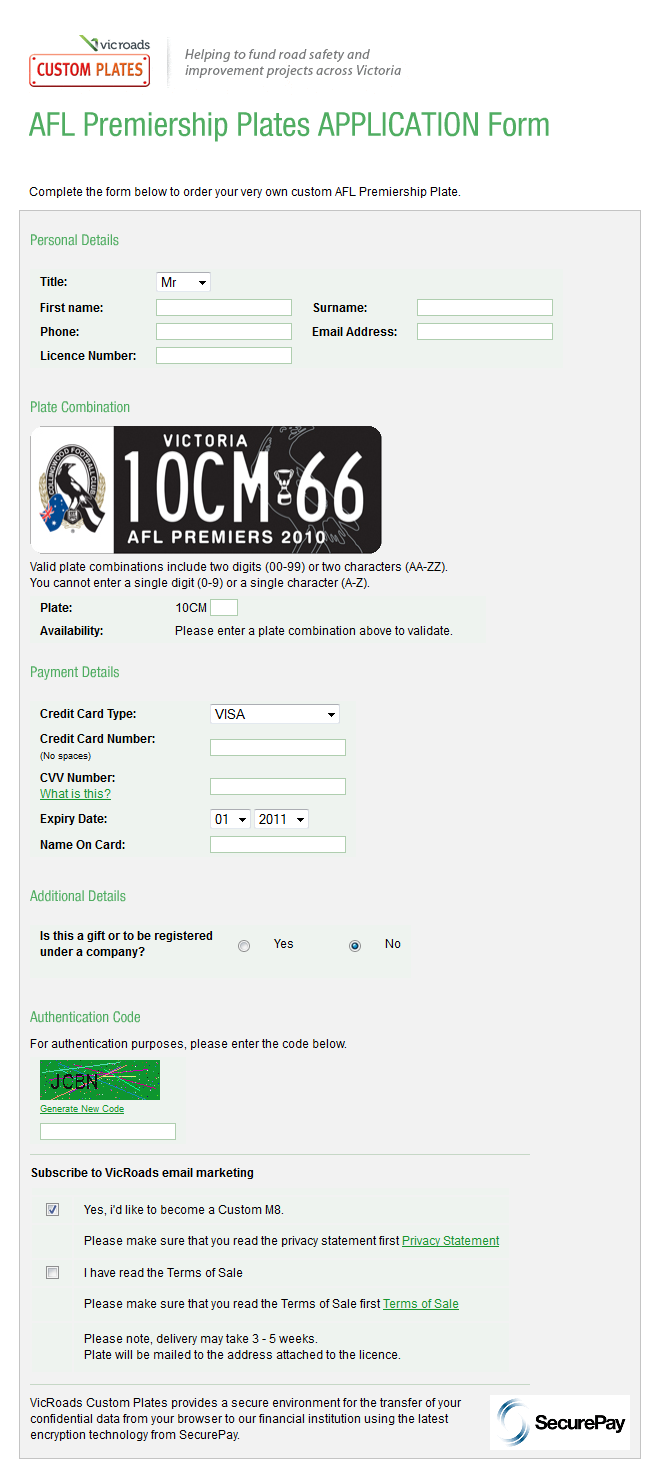 vicroads
CUSTOM PLATES
Helping to fund road safety and
improvement projects across Victoria
AFL Premiership Plates APPLICATION Form
Complete the form below to order your very own custom AFL Premiership Plate.
Personal Details
Title: Mr
First name: Surname:
Phone: Email Address:
Licence Number:
Plate Combination
COLLINGWOOD FOOTBALL CLUB
VICTORIA
10CM 66
AFL PREMIERS 2010
Valid plate combinations include two digits (00-99) or two characters (AA-ZZ).
You cannot enter a single digit (0-9) or a single character (A-Z).
Plate: 10CM
Availability: Please enter a plate combination above to validate.
Payment Details
Credit Card Type: VISA
Credit Card Number:
(No spaces)
CVV Number:
What is this?
Expiry Date: 01 2011
Name On Card:
Additional Details
Is this a gift or to be registered
under a company? Yes No
Authentication Code
For authentication purposes, please enter the code below.
JCBN
Generate New Code
Subscribe to VicRoads email marketing
Yes, i'd like to become a Custom M8.
Please make sure that you read the privacy statement first Privacy Statement
I have read the Terms of Sale
Please make sure that you read the Terms of Sale first Terms of Sale
Please note, delivery may take 3 - 5 weeks.
Plate will be mailed to the address attached to the licence.
VicRoads Custom Plates provides a secure environment for the transfer of your
confidential data from your browser to our financial institution using the latest
encryption technology from SecurePay.
SecurePay